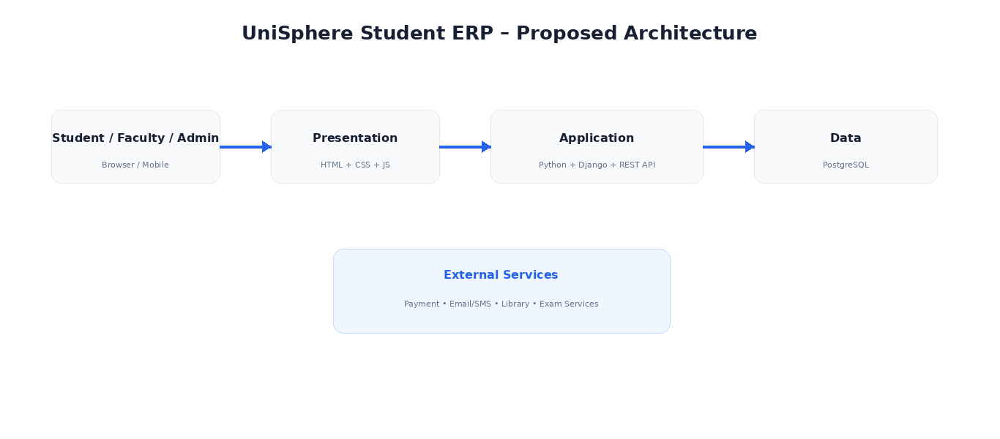 UniSphere Student ERP – Proposed Architecture
Student / Faculty / Admin
Browser / Mobile
Presentation
HTML + CSS + JS
Application
Python + Django + REST API
Data
PostgreSQL
External Services
Payment • Email/SMS • Library • Exam Services